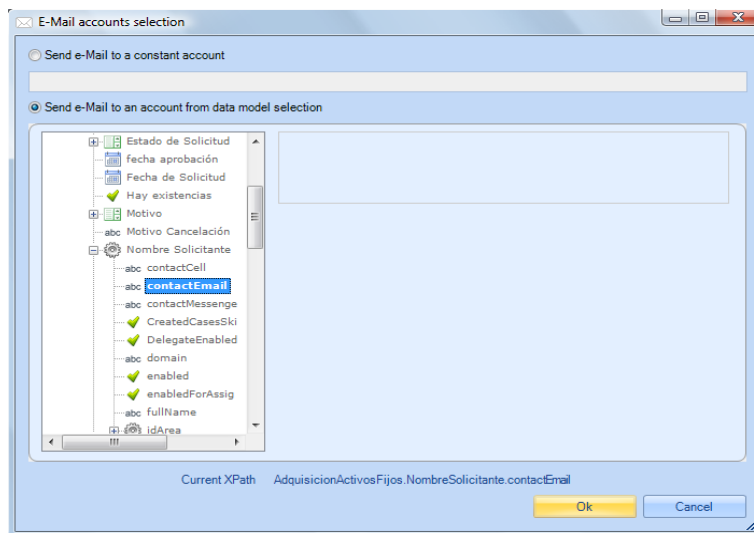 E-Mail accounts selection
Send e-Mail to a constant account
Send e-Mail to an account from data model selection
Estado de Solicitud
fecha aprobación
Fecha de Solicitud
Hay existencias
Motivo
abc Motivo Cancelación
Nombre Solicitante
abc contactCell
abc contactEmail
abc contactMessenge
CreatedCasesSki
DelegateEnabled
abc domain
enabled
enabledForAssig
abc fullName
idArea
Current XPath AdquisicionActivosFijos.NombreSolicitante.contactEmail
Ok Cancel